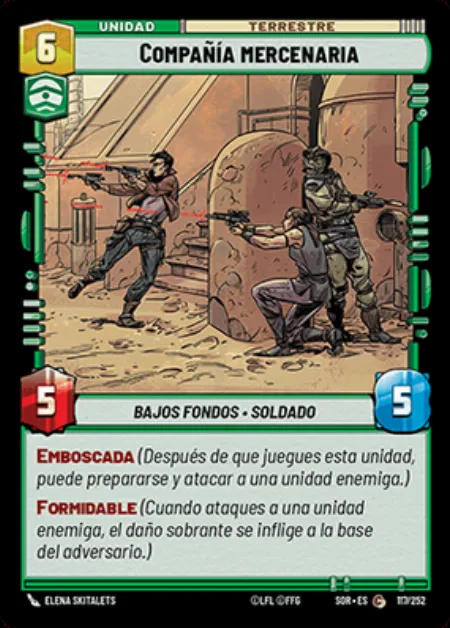 UNIDAD
TERRESTRE
6
COMPAÑÍA MERCENARIA
5
BAJOS FONDOS • SOLDADO
5
EMBOSCADA (Después de que juegues esta unidad,
puede prepararse y atacar a una unidad enemiga.)
FORMIDABLE (Cuando ataques a una unidad
enemiga, el daño sobrante se inflige a la base
del adversario.)
ELENA SKITALETS
©LFL ©FFG
SOR • ES
C
117/252